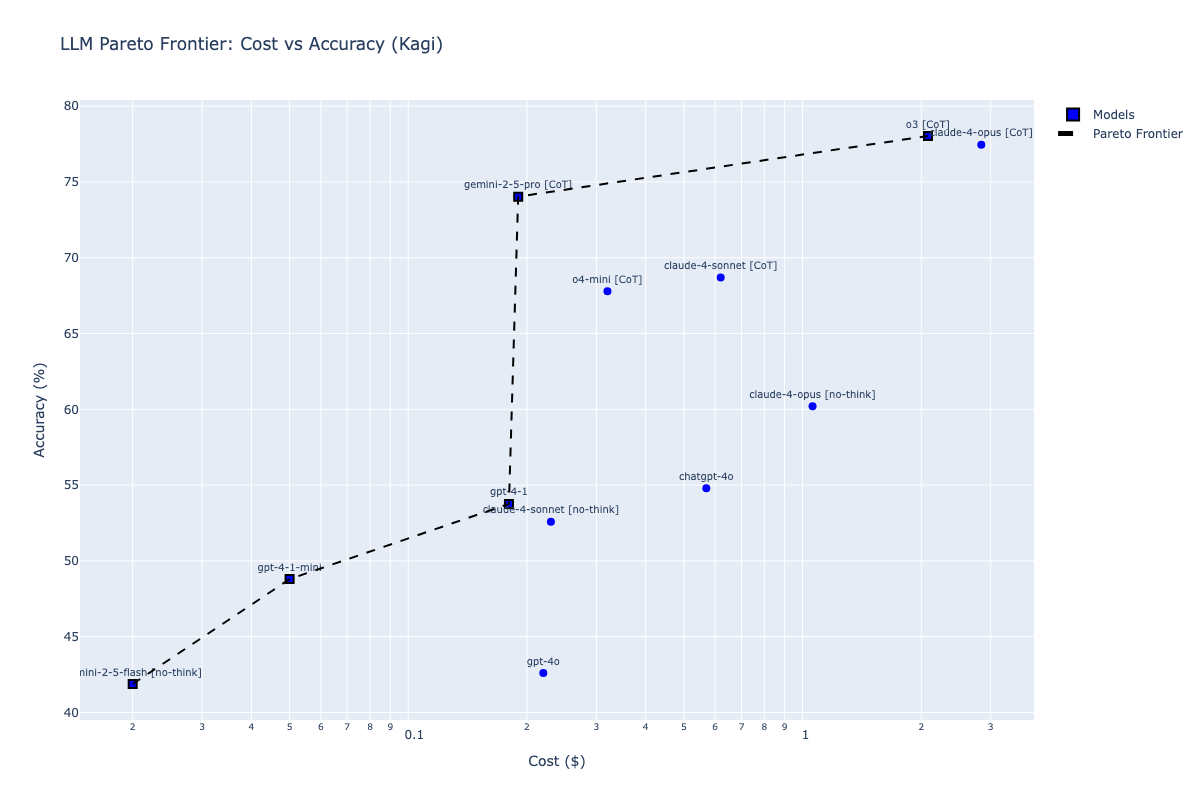 LLM Pareto Frontier: Cost vs Accuracy (Kagi)
Models
Pareto Frontier
80
75
70
65
60
55
50
45
40
Accuracy (%)
o3 [CoT]
claude-4-opus [CoT]
gemini-2-5-pro [CoT]
claude-4-sonnet [CoT]
o4-mini [CoT]
claude-4-opus [no-think]
chatgpt-4o
gpt-4-1
claude-4-sonnet [no-think]
gpt-4-1-mini
gpt-4o
nini-2-5-flash [no-think]
2 3 4 5 6 7 8 9 0.1 2 3 4 5 6 7 8 9 1 2 3
Cost ($)